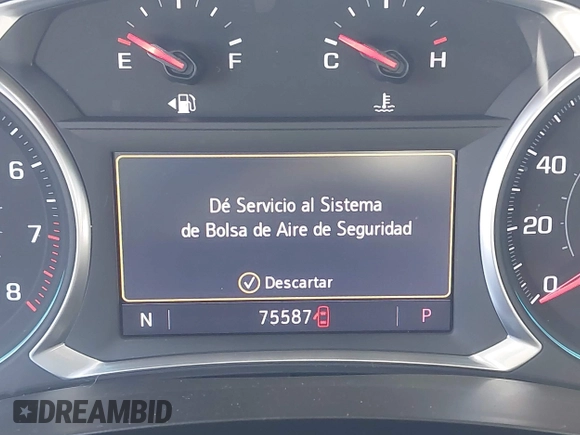 E F
C H
6
7
8
Dé Servicio al Sistema
de Bolsa de Aire de Seguridad
Descartar
N 75587 P
40
20
0
DREAMBID